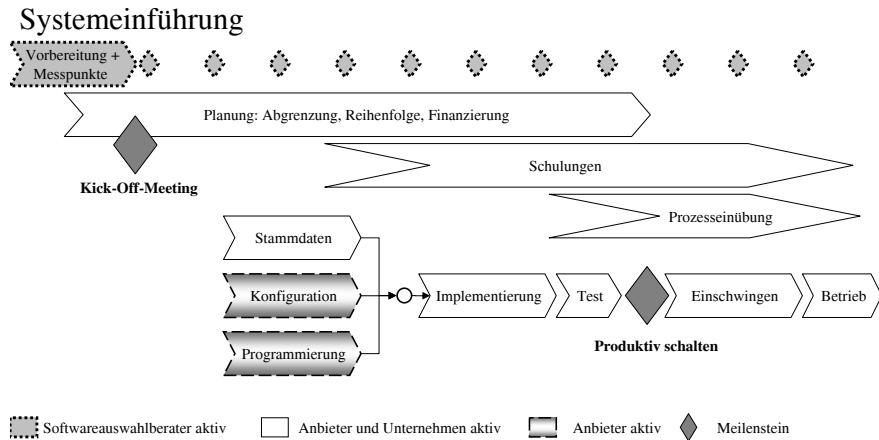 Systemeinführung
Vorbereitung +
Messpunkte
Planung: Abgrenzung, Reihenfolge, Finanzierung
Kick-Off-Meeting
Schulungen
Prozesseinübung
Stammdaten
Konfiguration
Programmierung
Implementierung
Test
Einschwingen
Betrieb
Produktiv schalten
Softwareauswahlberater aktiv
Anbieter und Unternehmen aktiv
Anbieter aktiv
Meilenstein